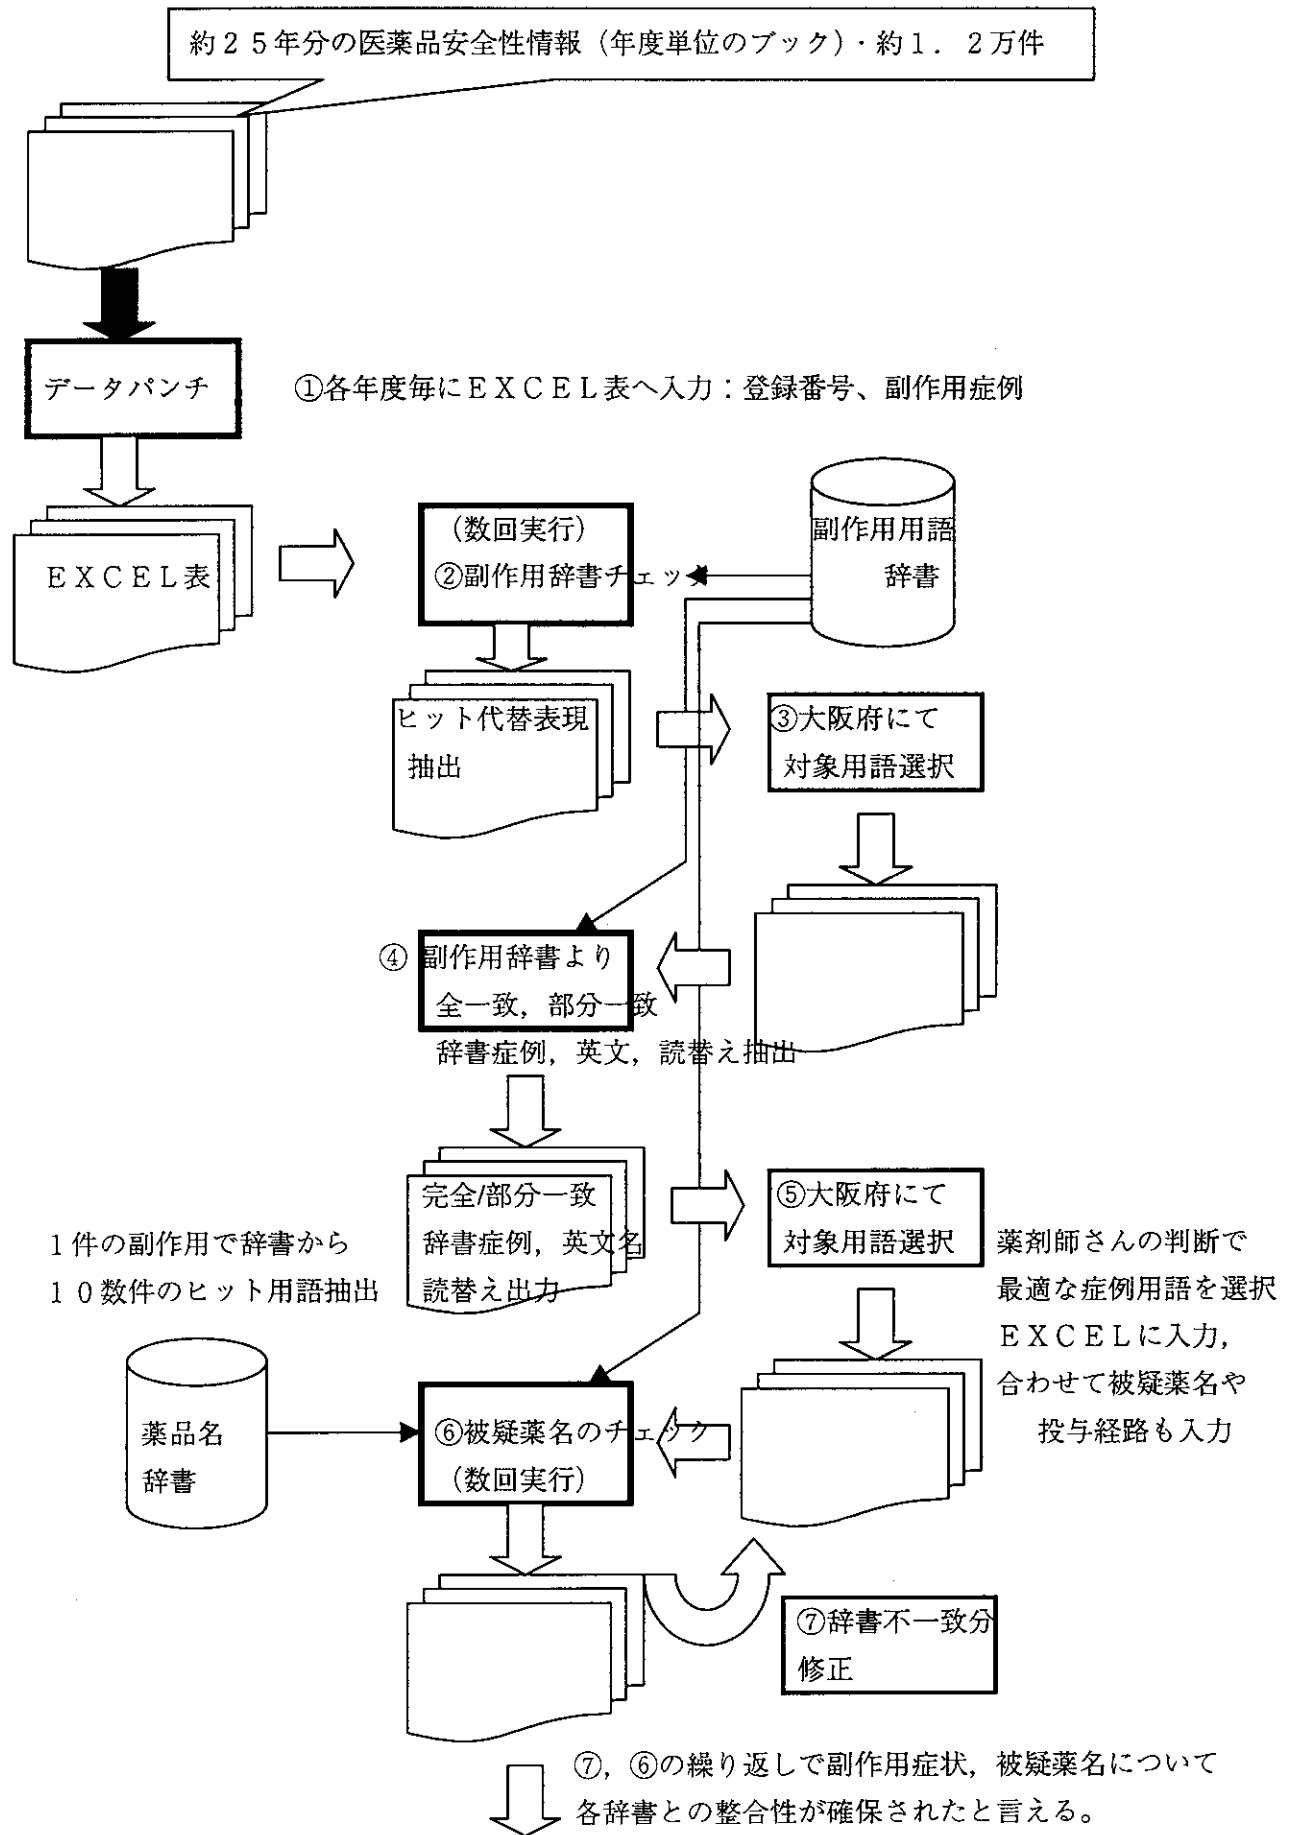 約２５年分の医薬品安全性情報（年度単位のブック）・約１．２万件
データパンチ
①各年度毎にＥＸＣＥＬ表へ入力：登録番号、副作用症例
ＥＸＣＥＬ表
（数回実行）
②副作用辞書チェック
副作用用語
辞書
ヒット代替表現
抽出
③大阪府にて
対象用語選択
④ 副作用辞書より
全一致，部分一致
辞書症例，英文，読替え抽出
完全/部分一致
辞書症例，英文名
読替え出力
１件の副作用で辞書から
１０数件のヒット用語抽出
⑤大阪府にて
対象用語選択
薬剤師さんの判断で
最適な症例用語を選択
ＥＸＣＥＬに入力，
合わせて被疑薬名や
投与経路も入力
薬品名
辞書
⑥被疑薬名のチェック
（数回実行）
⑦辞書不一致分
修正
⑦，⑥の繰り返しで副作用症状，被疑薬名について
各辞書との整合性が確保されたと言える。